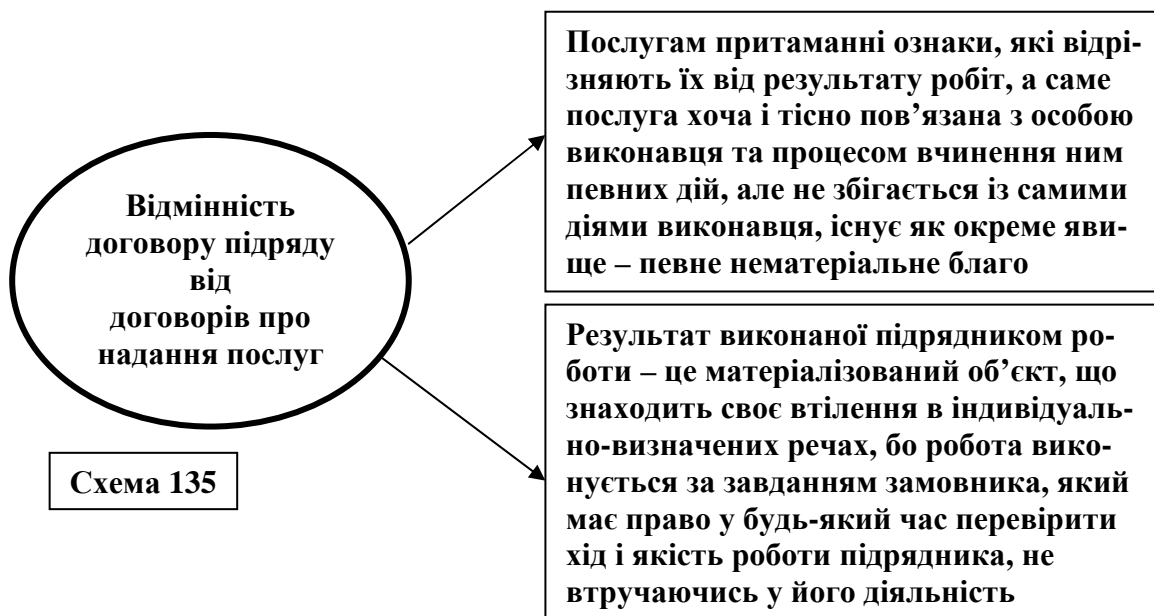 Відмінність
договору підряду
від
договорів про
надання послуг
Схема 135
Послугам притаманні ознаки, які відрі-
зняють їх від результату робіт, а саме
послуга хоча і тісно пов’язана з особою
виконавця та процесом вчинення ним
певних дій, але не збігається із самими
діями виконавця, існує як окреме яви-
ще – певне нематеріальне благо
Результат виконаної підрядником ро-
боти – це матеріалізований об’єкт, що
знаходить своє втілення в індивідуаль-
но-визначених речах, бо робота вико-
нується за завданням замовника, який
має право у будь-який час перевірити
хід і якість роботи підрядника, не
втручаючись у його діяльність